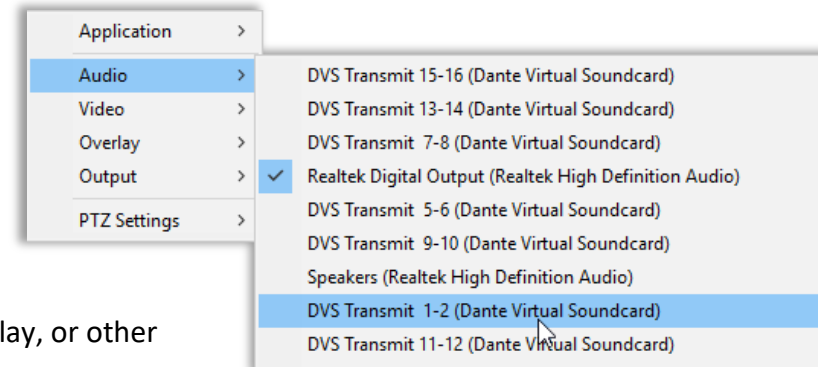 Application
Audio
Video
Overlay
Output
PTZ Settings
DVS Transmit 15-16 (Dante Virtual Soundcard)
DVS Transmit 13-14 (Dante Virtual Soundcard)
DVS Transmit  7-8 (Dante Virtual Soundcard)
Realtek Digital Output (Realtek High Definition Audio)
DVS Transmit  5-6 (Dante Virtual Soundcard)
DVS Transmit  9-10 (Dante Virtual Soundcard)
Speakers (Realtek High Definition Audio)
DVS Transmit  1-2 (Dante Virtual Soundcard)
DVS Transmit 11-12 (Dante Virtual Soundcard)
lay, or other